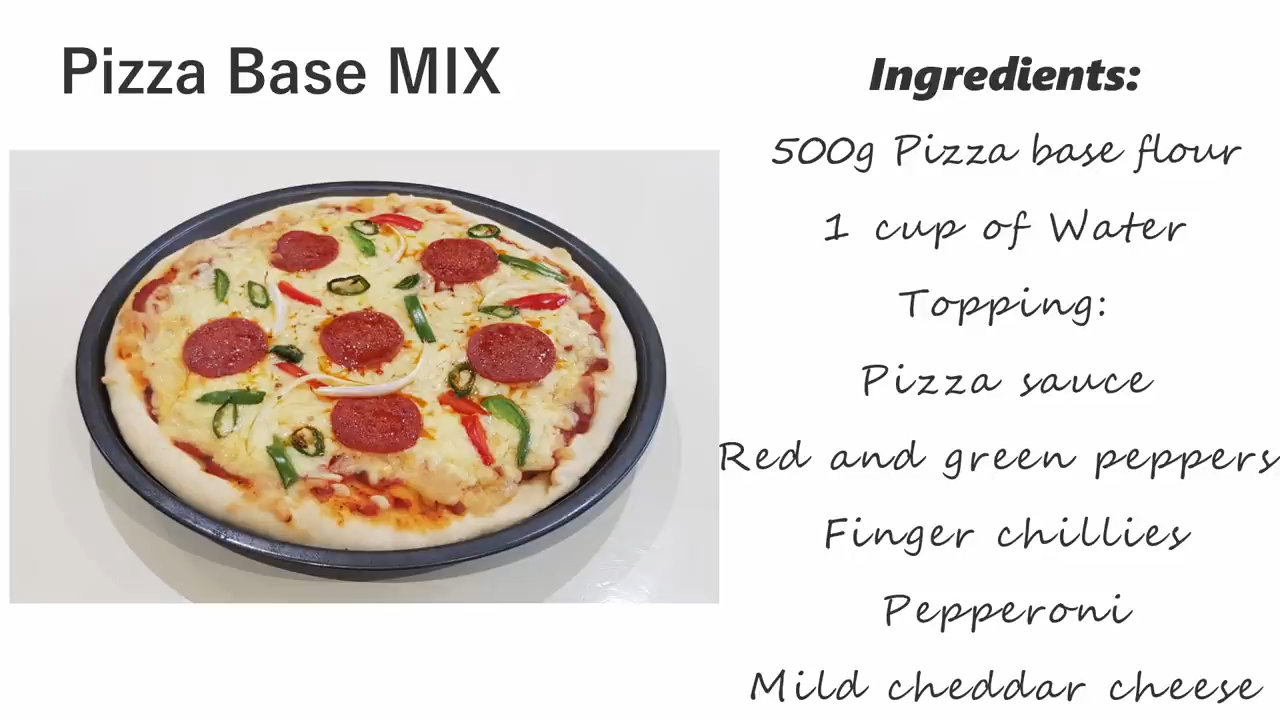 Pizza Base MIX
Ingredients:
500g Pizza base flour
1 cup of Water
Topping:
Pizza sauce
Red and green peppers
Finger chillies
Pepperoni
Mild cheddar cheese